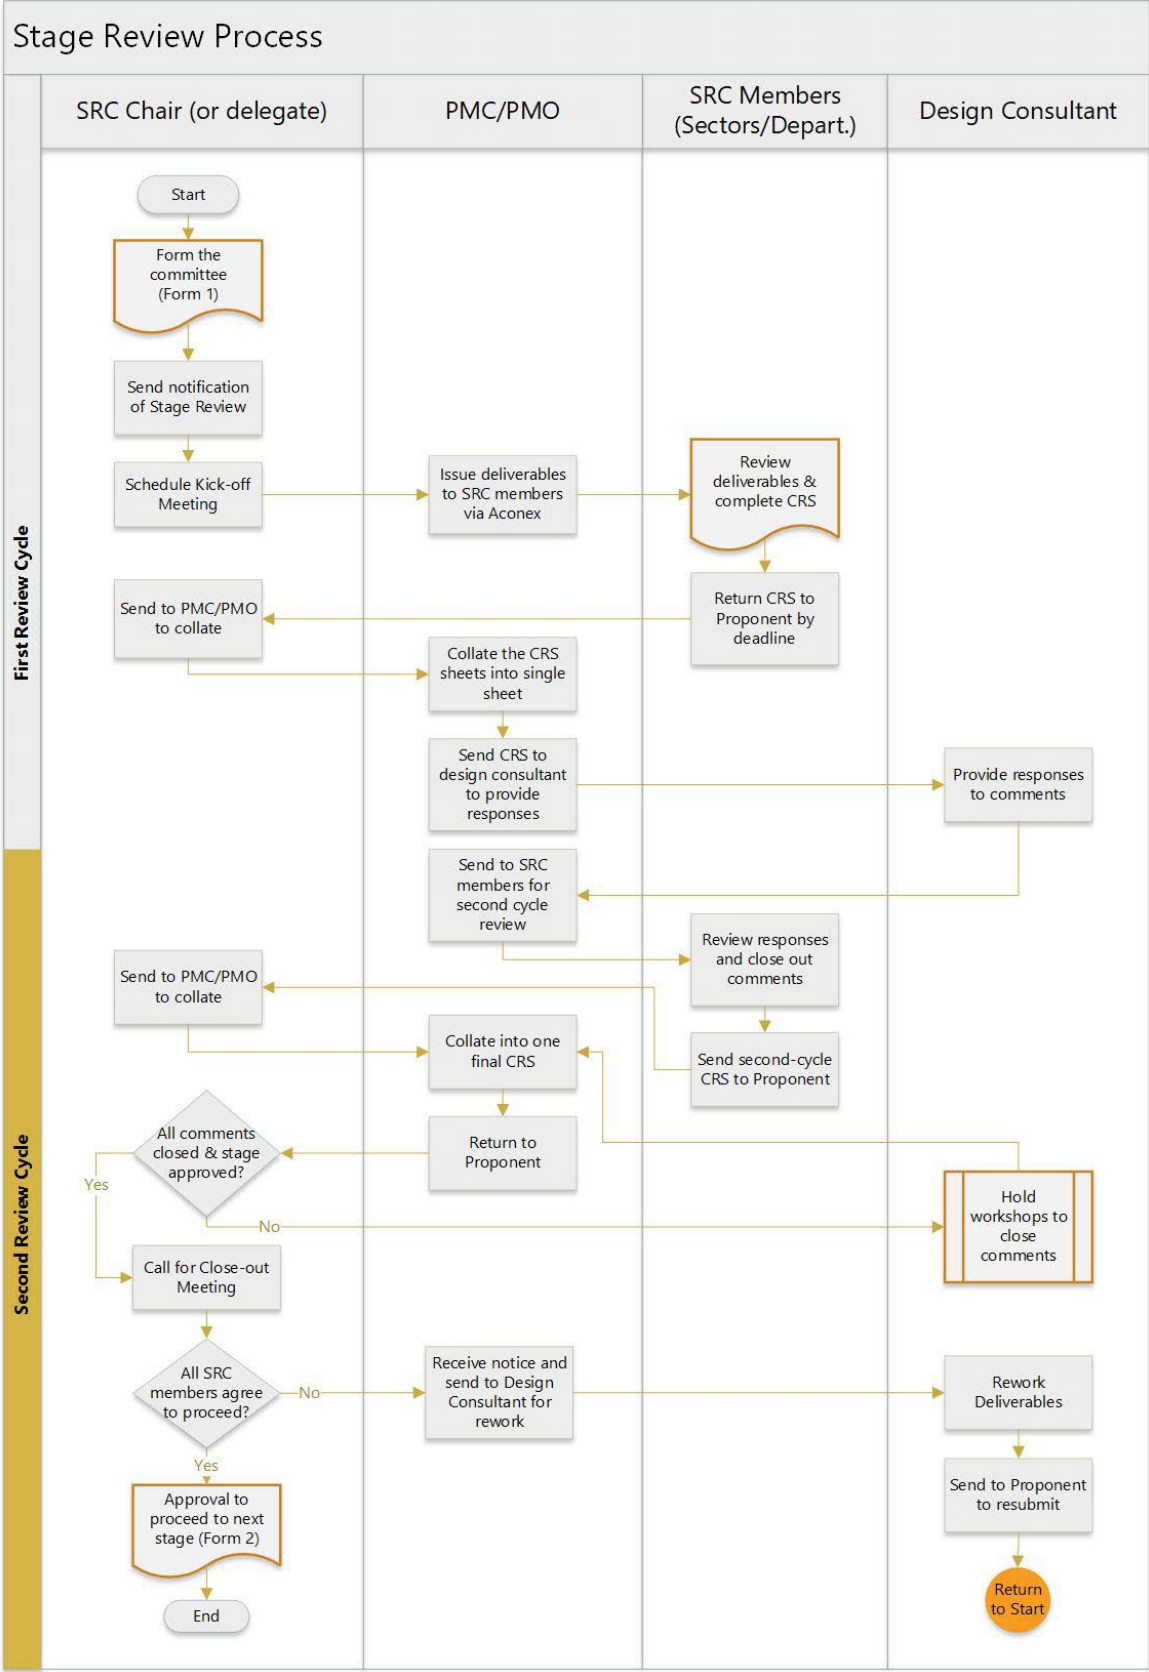 Stage Review Process
SRC Chair (or delegate)
PMC/PMO
SRC Members
(Sectors/Depart.)
Design Consultant
First Review Cycle
Start
Form the
committee
(Form 1)
Send notification
of Stage Review
Schedule Kick-off
Meeting
Issue deliverables
to SRC members
via Aconex
Review
deliverables &
complete CRS
Return CRS to
Proponent by
deadline
Send to PMC/PMO
to collate
Collate the CRS
sheets into single
sheet
Send CRS to
design consultant
to provide
responses
Provide responses
to comments
Second Review Cycle
Send to SRC
members for
second cycle
review
Review responses
and close out
comments
Send second-cycle
CRS to Proponent
Send to PMC/PMO
to collate
Collate into one
final CRS
Return to
Proponent
All comments
closed & stage
approved?
Yes
No
Hold
workshops to
close
comments
Call for Close-out
Meeting
All SRC
members agree
to proceed?
No
Receive notice and
send to Design
Consultant for
rework
Rework
Deliverables
Send to Proponent
to resubmit
Return
to Start
Yes
Approval to
proceed to next
stage (Form 2)
End